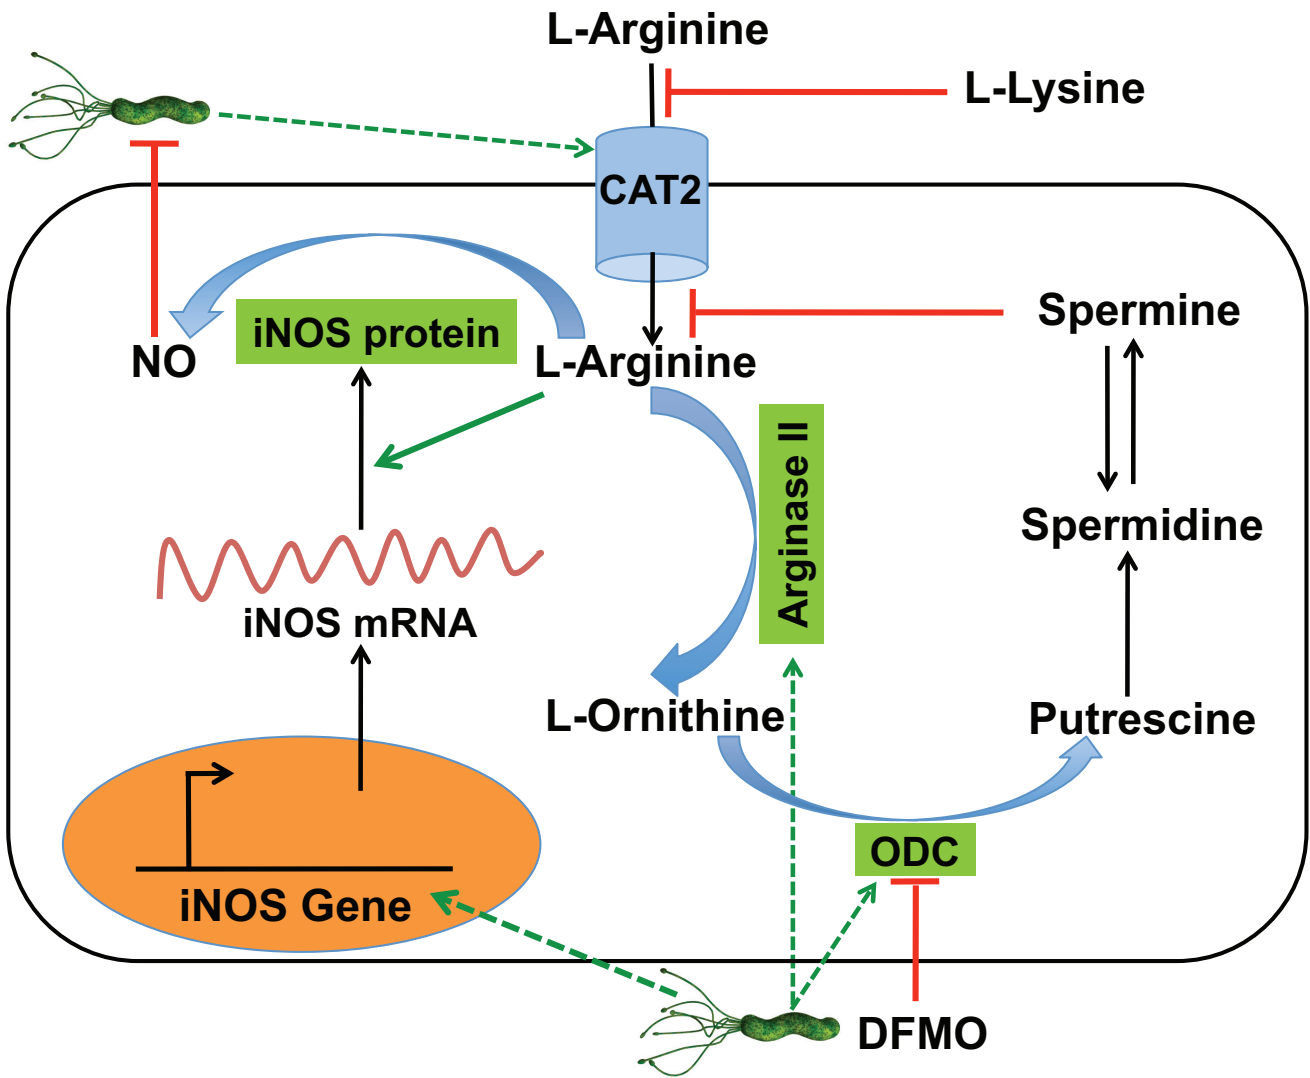 L-Arginine
L-Lysine
CAT2
Spermine
iNOS protein
NO
L-Arginine
Arginase II
Spermidine
iNOS mRNA
L-Ornithine
Putrescine
ODC
iNOS Gene
DFMO